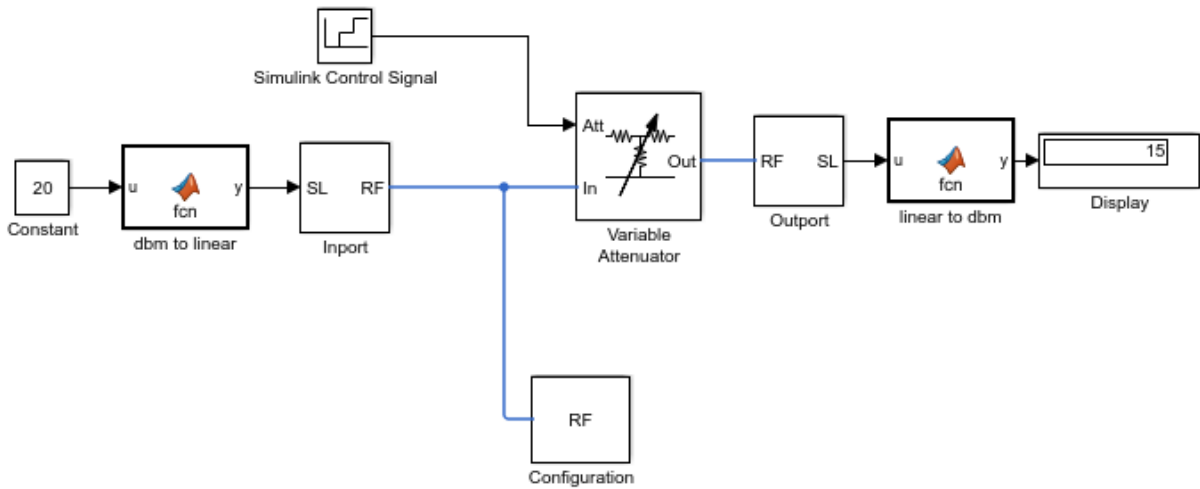 Simulink Control Signal
20
Constant
u
y
fcn
dbm to linear
SL
RF
Inport
Att
In
Out
Variable
Attenuator
RF
SL
Outport
u
y
fcn
linear to dbm
15
Display
RF
Configuration